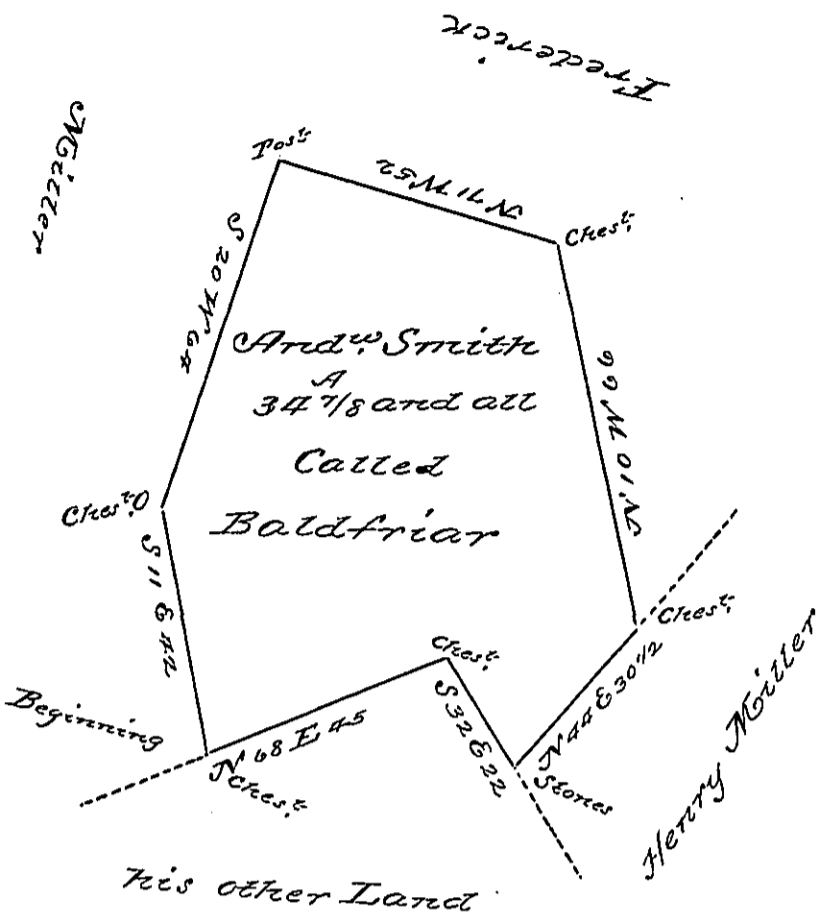 Frederick
Miller
Post:
N 71 W 52
Chest:
S 20 W 64
Andw. Smith
A
34 7/8 and all
Called
Baldfriar
N. 10 W 66
Chest: O
S 11 E 42
Chest:
Chest:
Beginning
N 68 E 45
S 32 E 22
N 44 E 30 1/2
Chest:
Stones
Henry Miller
his other Land